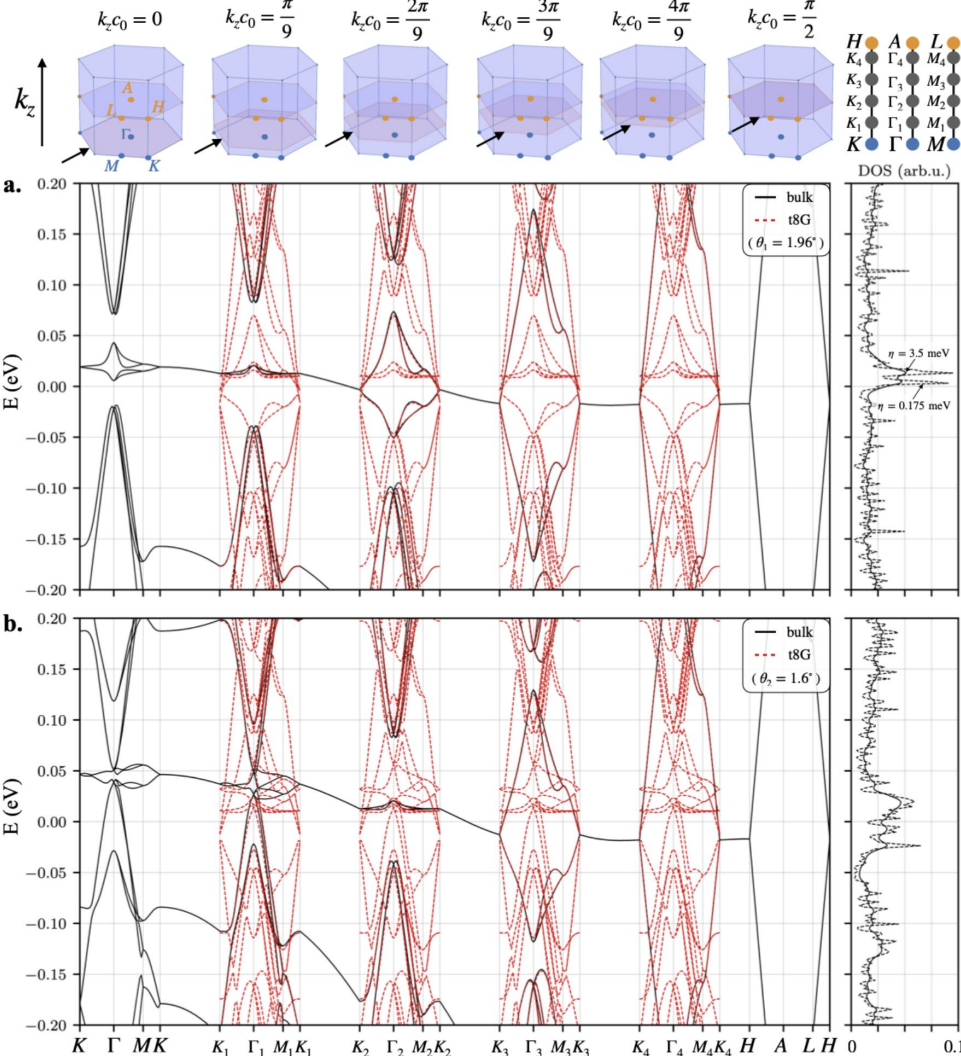 k_z c_0 = 0 k_z c_0 = π/9 k_z c_0 = 2π/9 k_z c_0 = 3π/9 k_z c_0 = 4π/9 k_z c_0 = π/2
k_z
A
L H
Γ
M K
H A L
K_4 Γ_4 M_4
K_3 Γ_3 M_3
K_2 Γ_2 M_2
K_1 Γ_1 M_1
K Γ M
a.
DOS (arb.u.)
E (eV)
0.20
0.15
0.10
0.05
0.00
−0.05
−0.10
−0.15
−0.20
bulk
t8G
(θ_1 = 1.96°)
η = 3.5 meV
η = 0.175 meV
b.
E (eV)
0.20
0.15
0.10
0.05
0.00
−0.05
−0.10
−0.15
−0.20
bulk
t8G
(θ_2 = 1.6°)
K Γ M K K_1 Γ_1 M_1 K_1 K_2 Γ_2 M_2 K_2 K_3 Γ_3 M_3 K_3 K_4 Γ_4 M_4 K_4 H A L H 0 0.1